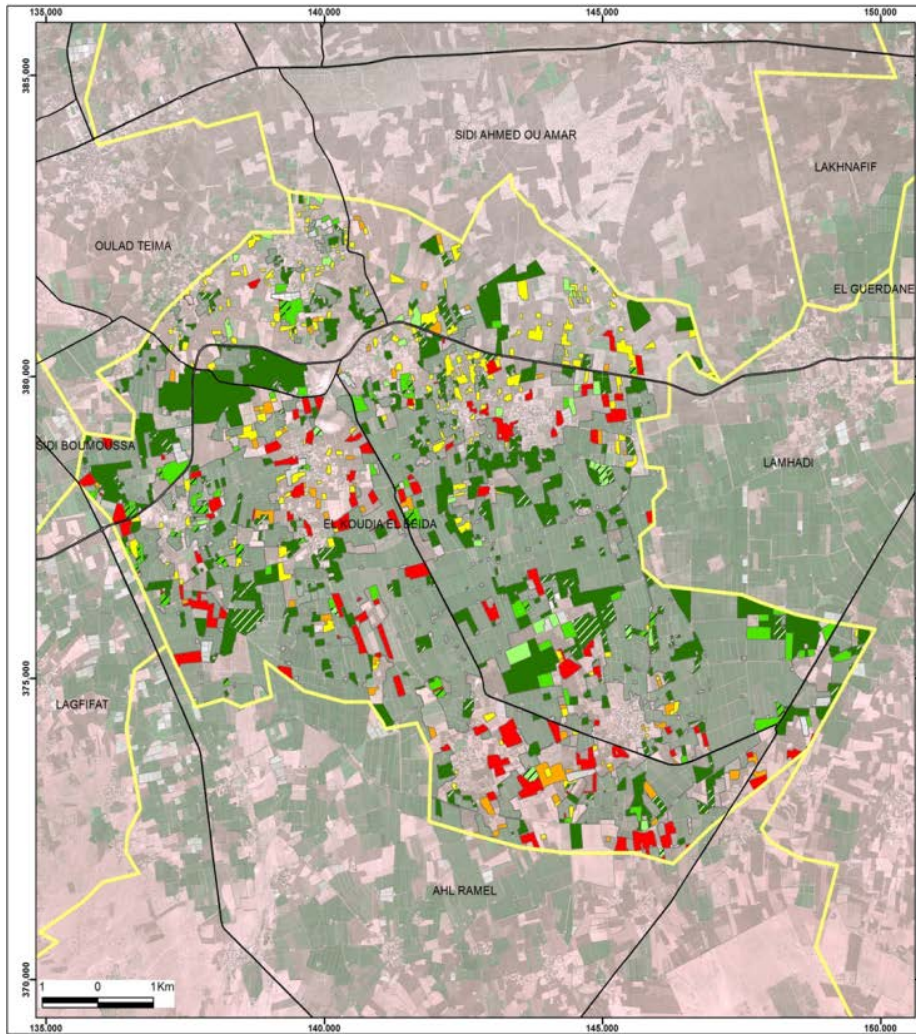 135,000 140,000 145,000 150,000
385,000
SIDI AHMED OU AMAR
LAKHNAFIF
OULAD TEIMA
EL GUERDANE
380,000
SIDI BOUMOUSSA
LAMHADI
EL KOUDIA EL BEIDA
375,000
LAGFIFAT
AHL RAMEL
370,000
1 0 1Km
135,000 140,000 145,000 150,000